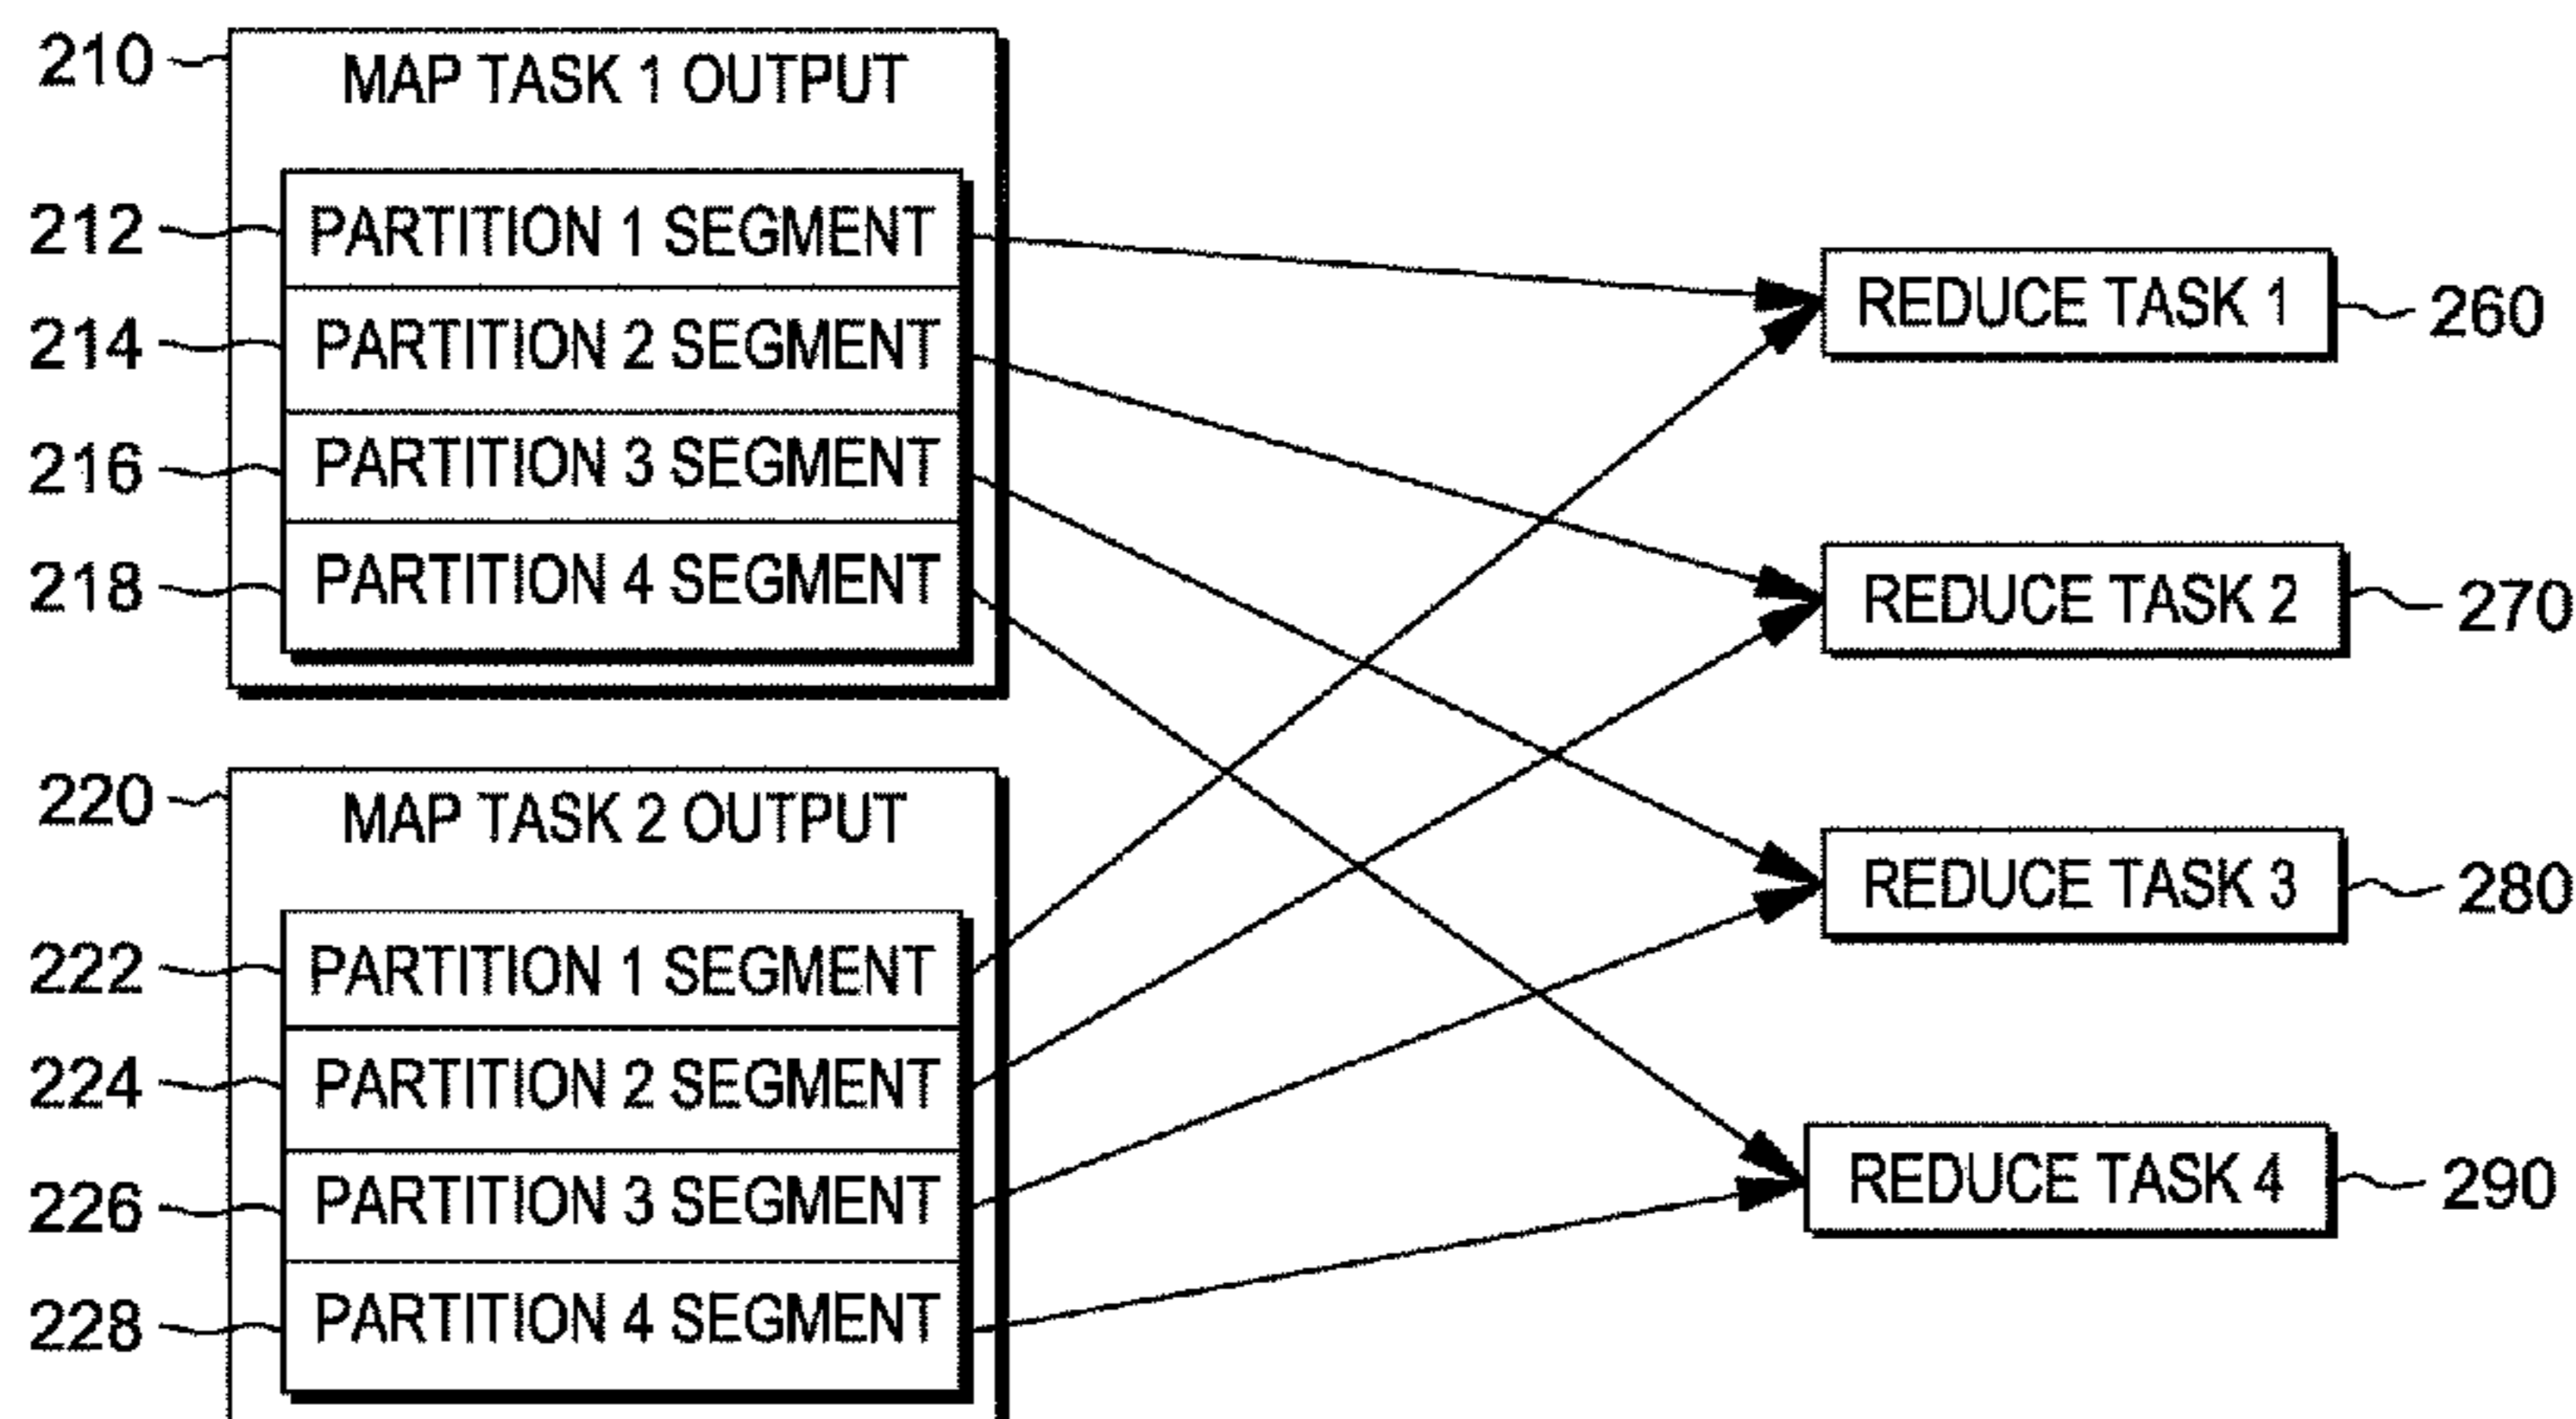 210
MAP TASK 1 OUTPUT
212
PARTITION 1 SEGMENT
214
PARTITION 2 SEGMENT
216
PARTITION 3 SEGMENT
218
PARTITION 4 SEGMENT
220
MAP TASK 2 OUTPUT
222
PARTITION 1 SEGMENT
224
PARTITION 2 SEGMENT
226
PARTITION 3 SEGMENT
228
PARTITION 4 SEGMENT
REDUCE TASK 1
260
REDUCE TASK 2
270
REDUCE TASK 3
280
REDUCE TASK 4
290